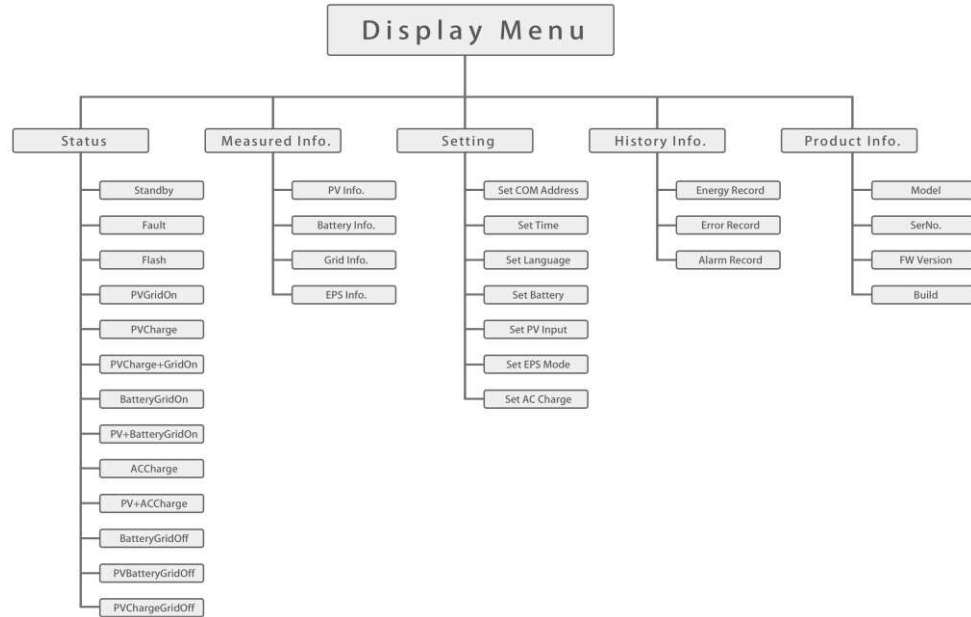 Display Menu
Status
Measured Info.
Setting
History Info.
Product Info.
Standby
Fault
Flash
PVGridOn
PVCharge
PVCharge+GridOn
BatteryGridOn
PV+BatteryGridOn
ACCharge
PV+ACCharge
BatteryGridOff
PVBatteryGridOff
PVChargeGridOff
PV Info.
Battery Info.
Grid Info.
EPS Info.
Set COM Address
Set Time
Set Language
Set Battery
Set PV Input
Set EPS Mode
Set AC Charge
Energy Record
Error Record
Alarm Record
Model
SerNo.
FW Version
Build